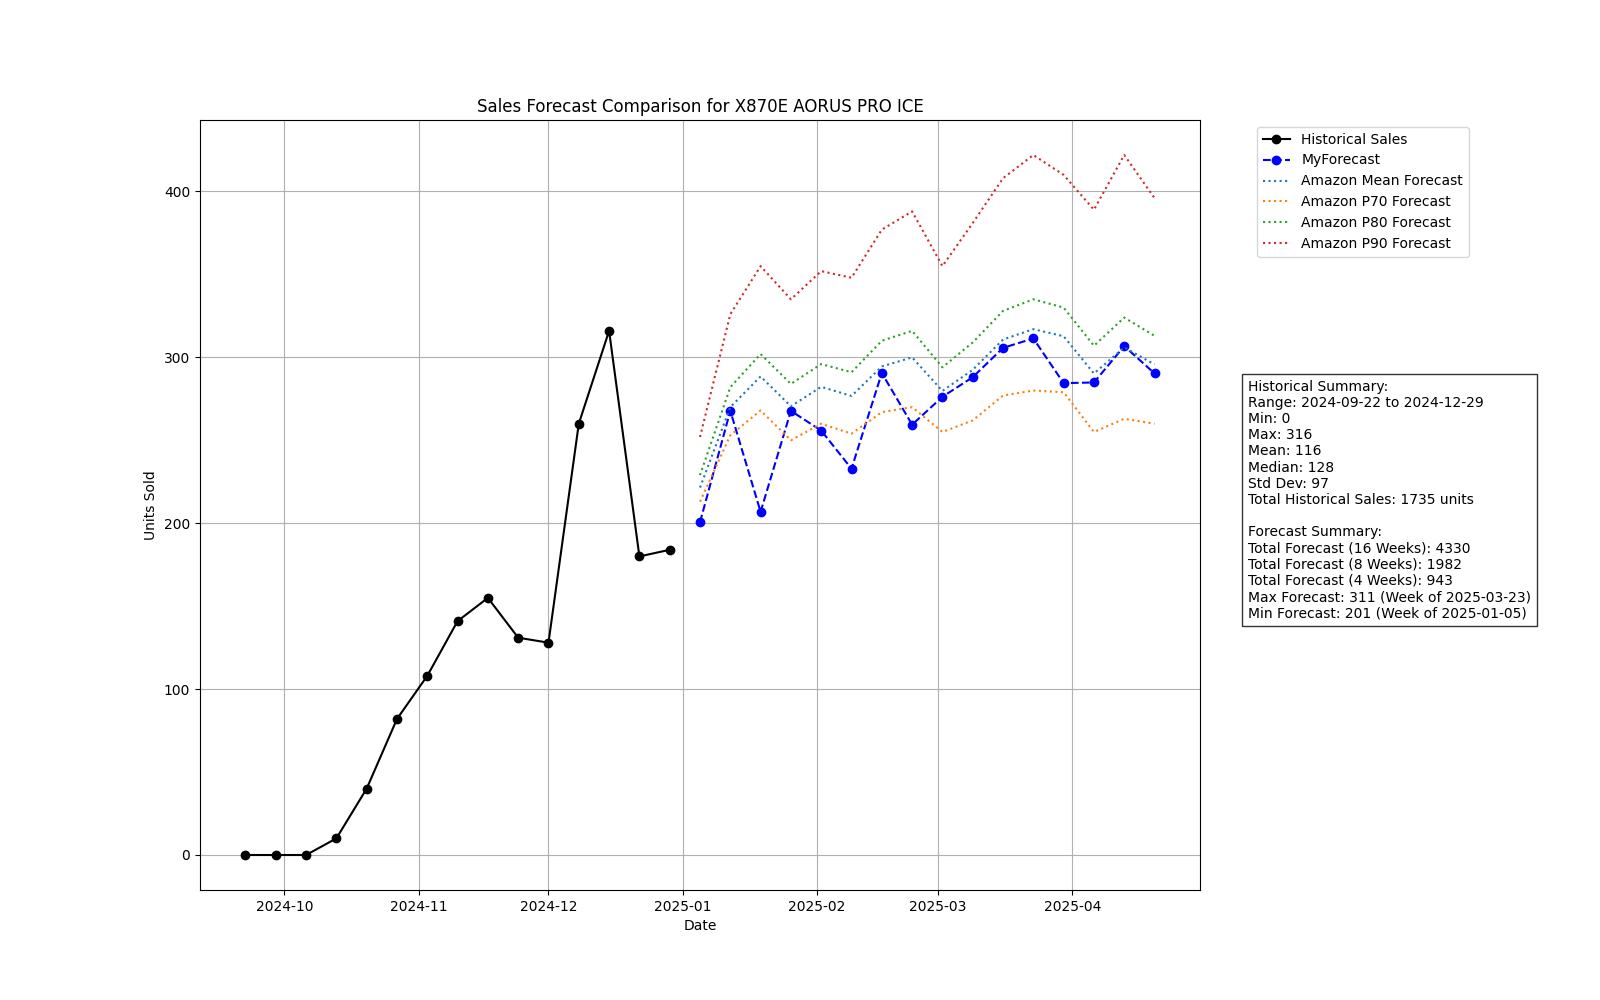 Sales Forecast Comparison for X870E AORUS PRO ICE
Historical Sales
MyForecast
Amazon Mean Forecast
Amazon P70 Forecast
Amazon P80 Forecast
Amazon P90 Forecast
400
300
200
100
0
Units Sold
2024-10
2024-11
2024-12
2025-01
2025-02
2025-03
2025-04
Date
Historical Summary:
Range: 2024-09-22 to 2024-12-29
Min: 0
Max: 316
Mean: 116
Median: 128
Std Dev: 97
Total Historical Sales: 1735 units
Forecast Summary:
Total Forecast (16 Weeks): 4330
Total Forecast (8 Weeks): 1982
Total Forecast (4 Weeks): 943
Max Forecast: 311 (Week of 2025-03-23)
Min Forecast: 201 (Week of 2025-01-05)